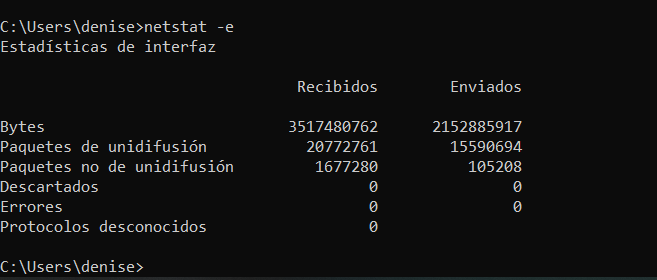 C:\Users\denise>netstat -e
Estadísticas de interfaz
Recibidos Enviados
Bytes 3517480762 2152885917
Paquetes de unidifusión 20772761 15590694
Paquetes no de unidifusión 1677280 105208
Descartados 0 0
Errores 0 0
Protocolos desconocidos 0
C:\Users\denise>